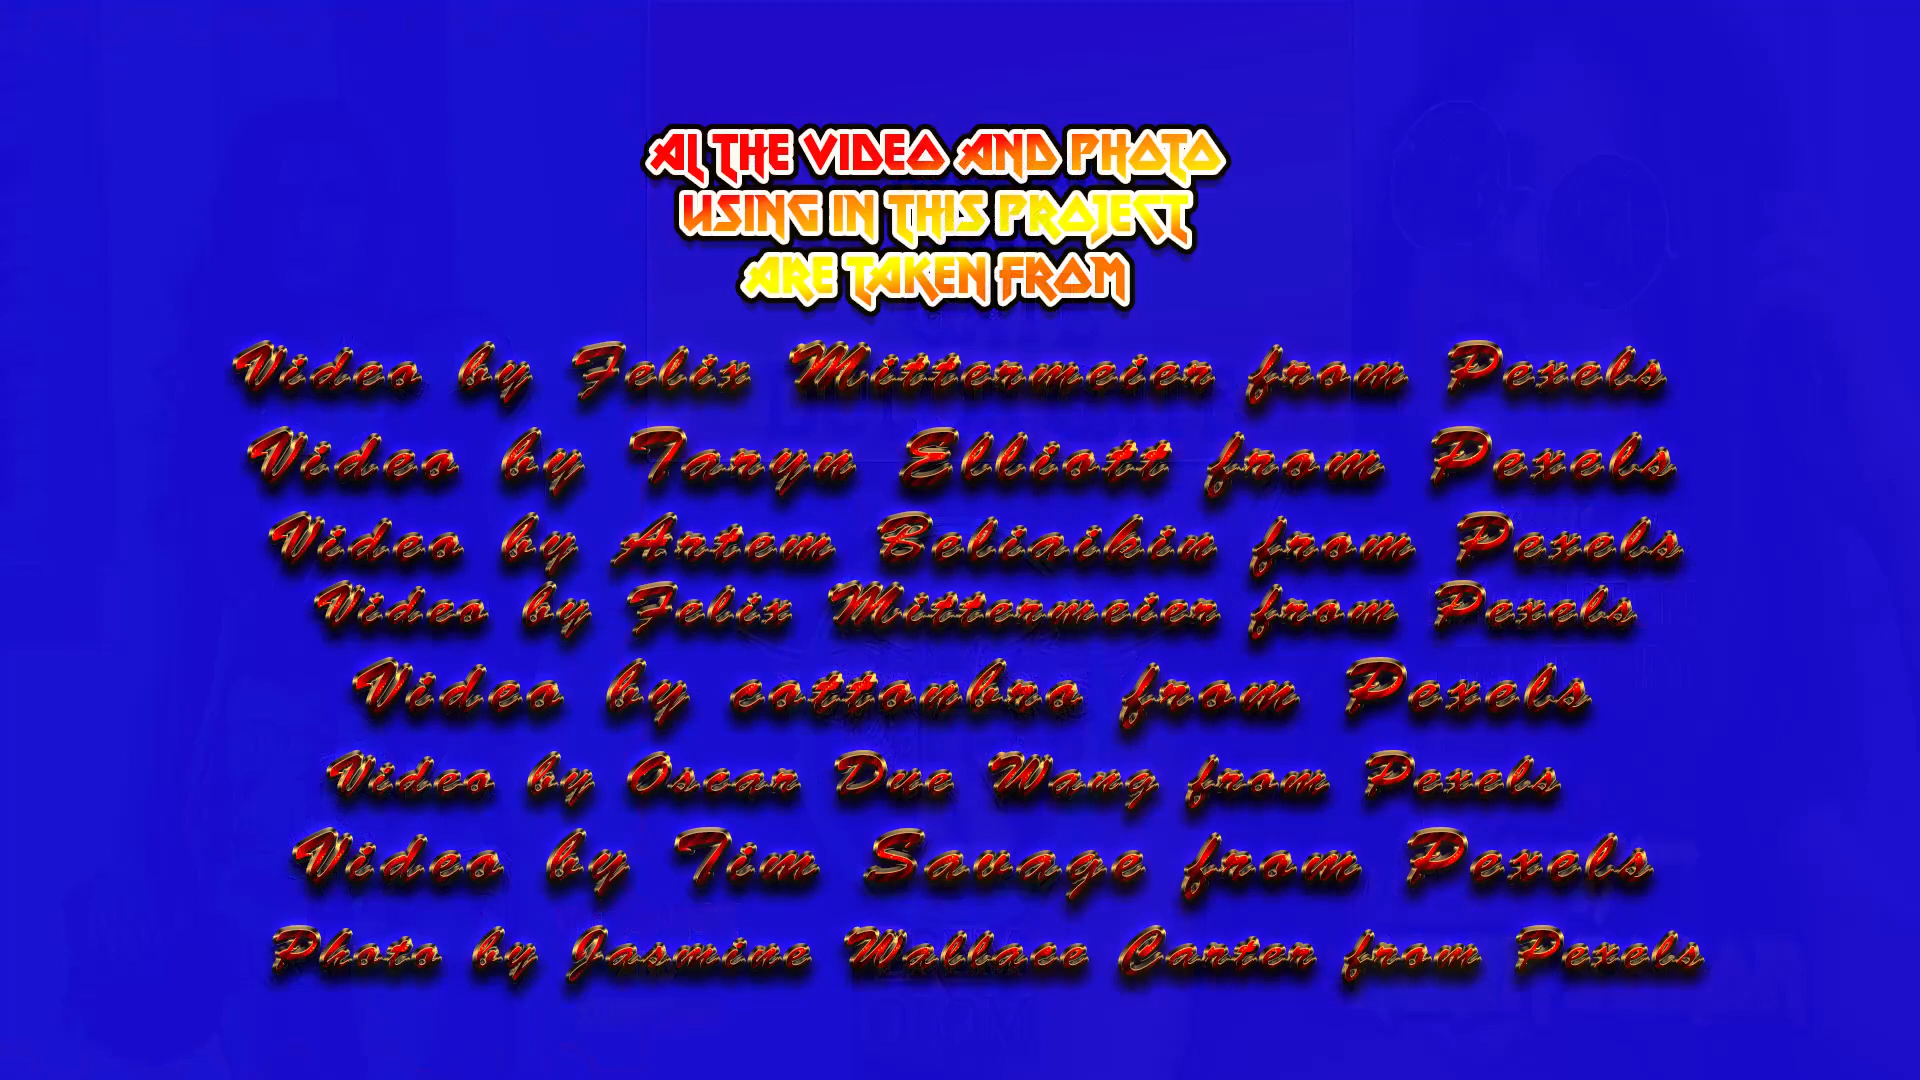 Al THE VIDEO AND PHOTO
USING IN THIS PROJECT
ARE TAKEN FROM
Video by Felix Mittermeier from Pexels
Video by Taryn Elliott from Pexels
Video by Artem Beliaikin from Pexels
Video by Felix Mittermeier from Pexels
Video by cottonbro from Pexels
Video by Oscar Due Wang from Pexels
Video by Tim Savage from Pexels
Photo by Jasmine Wallace Carter from Pexels